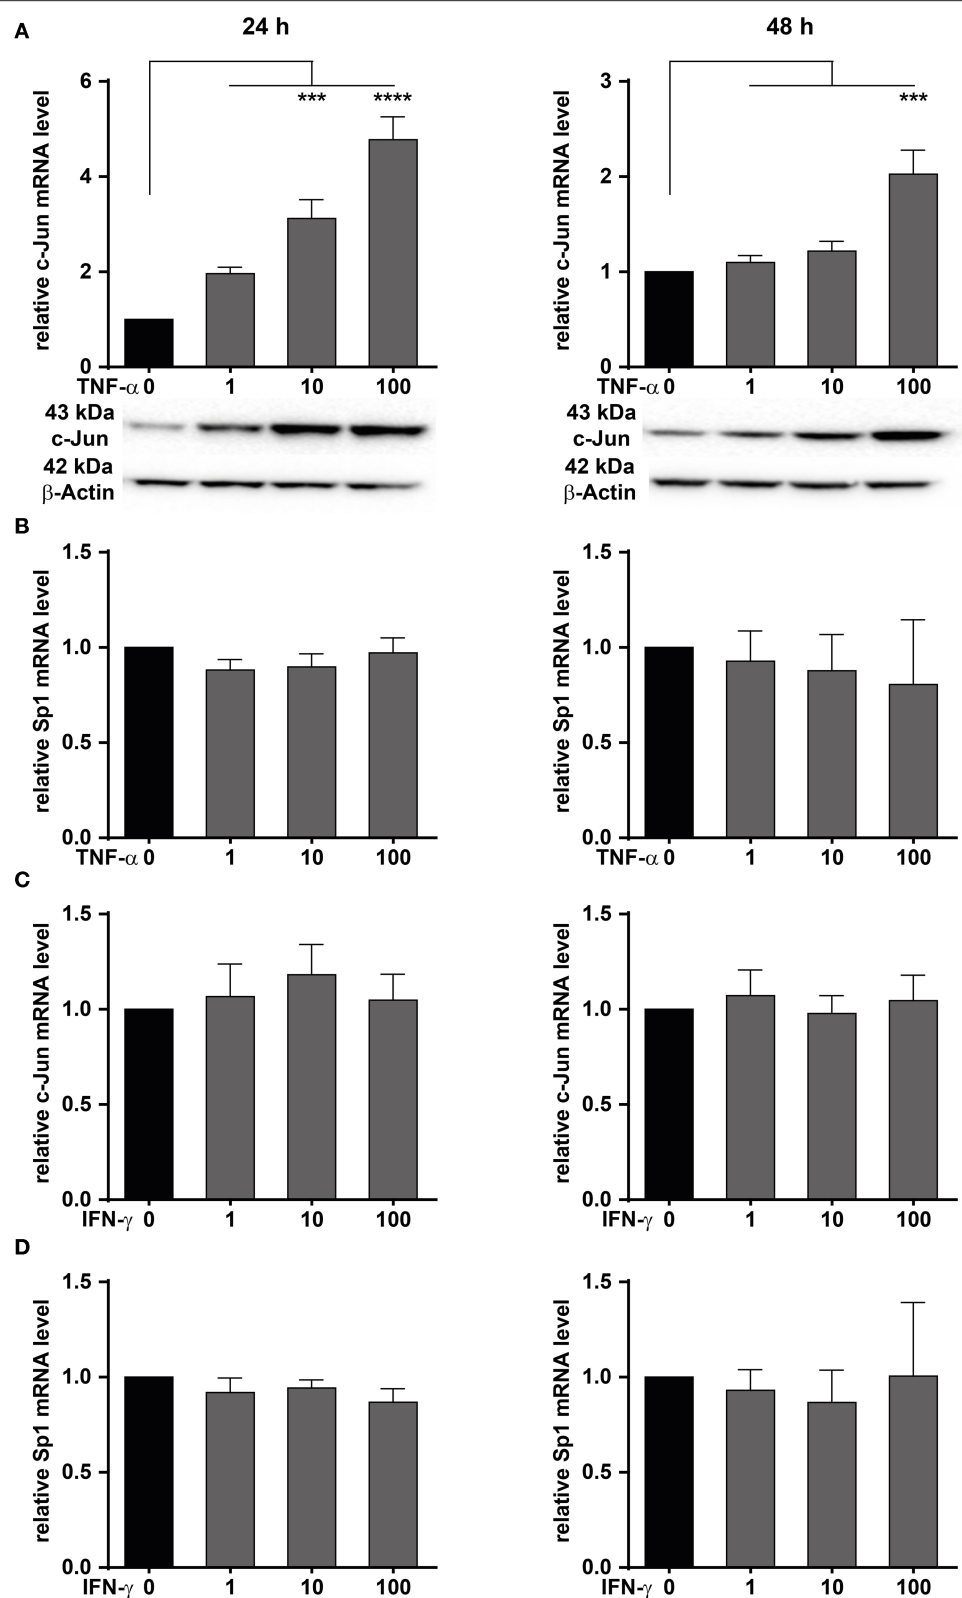 A
24 h
48 h
relative c-Jun mRNA level
6
4
2
0
*** ****
TNF-α 0 1 10 100
43 kDa
c-Jun
42 kDa
β-Actin
relative c-Jun mRNA level
3
2
1
0
***
TNF-α 0 1 10 100
43 kDa
c-Jun
42 kDa
β-Actin
B
relative Sp1 mRNA level
1.5
1.0
0.5
0.0
TNF-α 0 1 10 100
relative Sp1 mRNA level
1.5
1.0
0.5
0.0
TNF-α 0 1 10 100
C
relative c-Jun mRNA level
1.5
1.0
0.5
0.0
IFN-γ 0 1 10 100
relative c-Jun mRNA level
1.5
1.0
0.5
0.0
IFN-γ 0 1 10 100
D
relative Sp1 mRNA level
1.5
1.0
0.5
0.0
IFN-γ 0 1 10 100
relative Sp1 mRNA level
1.5
1.0
0.5
0.0
IFN-γ 0 1 10 100